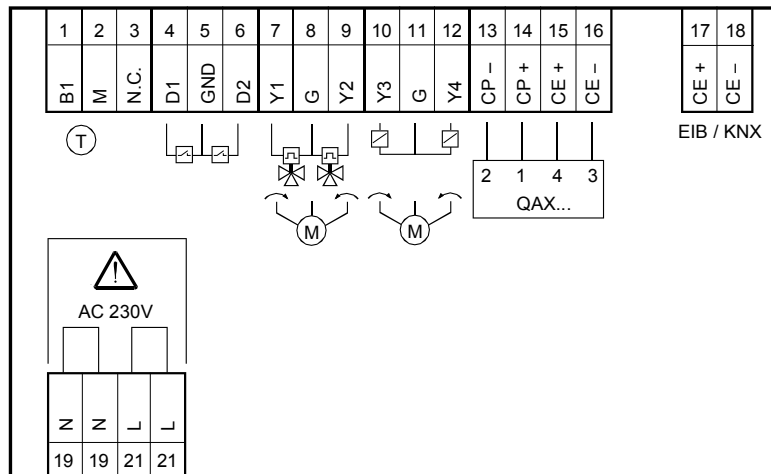 1 2 3 4 5 6 7 8 9 10 11 12 13 14 15 16 17 18
B1 M N.C. D1 GND D2 Y1 G Y2 Y3 G Y4 CP – CP + CE + CE – CE + CE –
T
EIB / KNX
2 1 4 3
QAX...
M M
AC 230V
N N L L
19 19 21 21